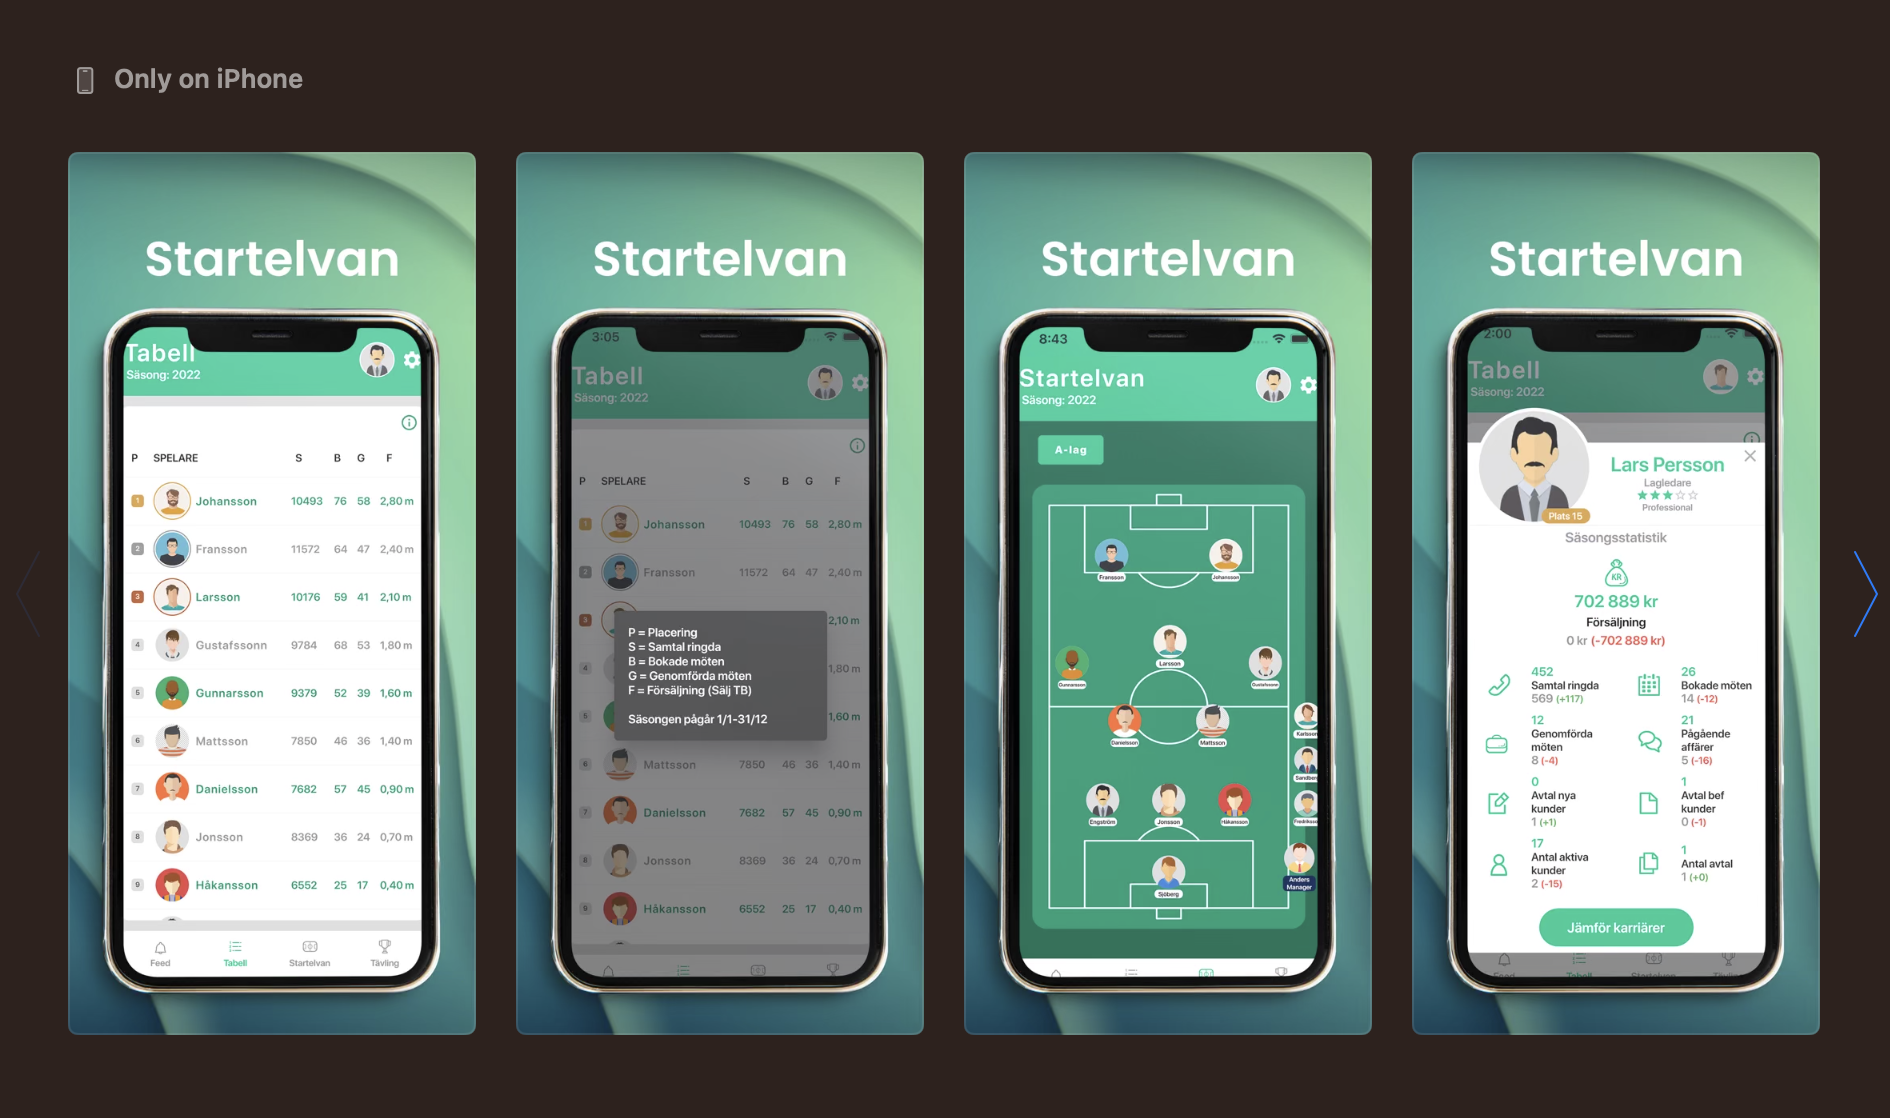 Only on iPhone
Startelvan
Tabell
Säsong: 2022
P SPELARE S B G F
1 Johansson 10493 76 58 2,80 m
2 Fransson 11572 64 47 2,40 m
3 Larsson 10176 59 41 2,10 m
4 Gustafssonn 9784 68 53 1,80 m
5 Gunnarsson 9379 52 39 1,60 m
6 Mattsson 7850 46 36 1,40 m
7 Danielsson 7682 57 45 0,90 m
8 Jonsson 8369 36 24 0,70 m
9 Håkansson 6552 25 17 0,40 m
Feed Tabell Startelvan Tävling
Startelvan
3:05
Tabell
Säsong: 2022
P SPELARE S B G F
1 Johansson 10493 76 58 2,80 m
2 Fransson 11572 64 47 2,40 m
3 2,10 m
P = Placering
S = Samtal ringda
B = Bokade möten
G = Genomförda möten
F = Försäljning (Sälj TB)
Säsongen pågår 1/1-31/12
4 1,80 m
5 1,60 m
6 Mattsson 7850 46 36 1,40 m
7 Danielsson 7682 57 45 0,90 m
8 Jonsson 8369 36 24 0,70 m
9 Håkansson 6552 25 17 0,40 m
Startelvan
8:43
Startelvan
Säsong: 2022
A-lag
Fransson Johansson
Larsson
Gunnarsson Gustafsson
Danielsson Mattsson
Karlsson
Sandberg
Engström Jonsson Håkansson
Fredriksson
Sjöberg
Anders
Manager
Startelvan
2:00
Tabell
Säsong: 2022
Lars Persson
Lagledare
Professional
Plats 15
Säsongsstatistik
KR
702 889 kr
Försäljning
0 kr (-702 889 kr)
452
Samtal ringda
569 (+117)
26
Bokade möten
14 (-12)
12
Genomförda
möten
8 (-4)
21
Pågående
affärer
5 (-16)
0
Avtal nya
kunder
1 (+1)
1
Avtal bef
kunder
0 (-1)
17
Antal aktiva
kunder
2 (-15)
1
Antal avtal
1 (+0)
Jämför karriärer
Feed Tabell Startelvan Tävling